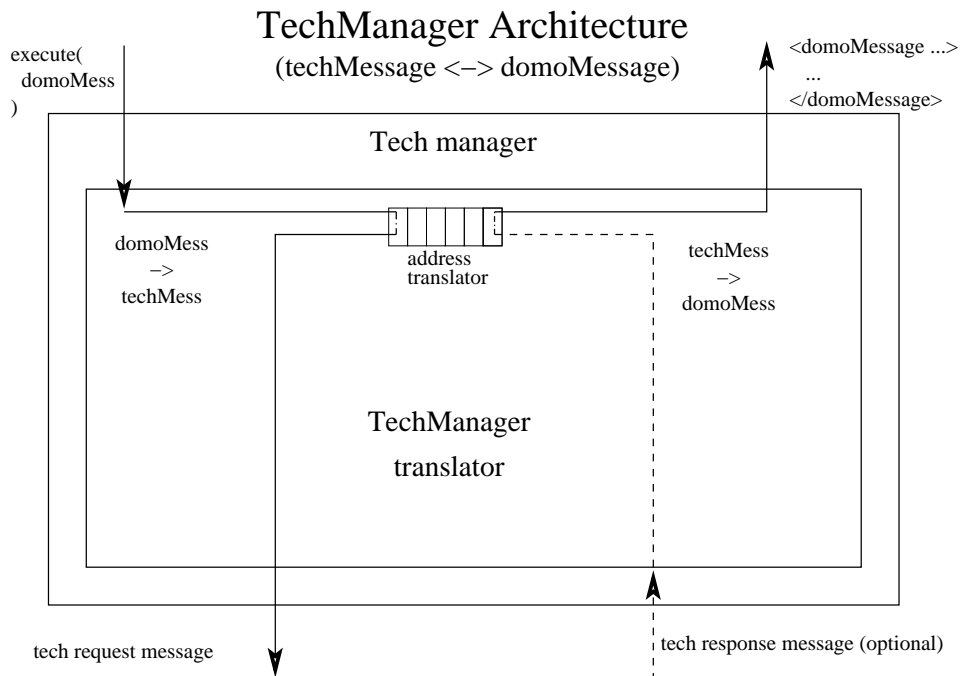 TechManager Architecture
(techMessage <−> domoMessage)
execute(
domoMess
)
<domoMessage ...>
...
</domoMessage>
Tech manager
domoMess
−>
techMess
address
translator
techMess
−>
domoMess
TechManager
translator
tech request message
tech response message (optional)